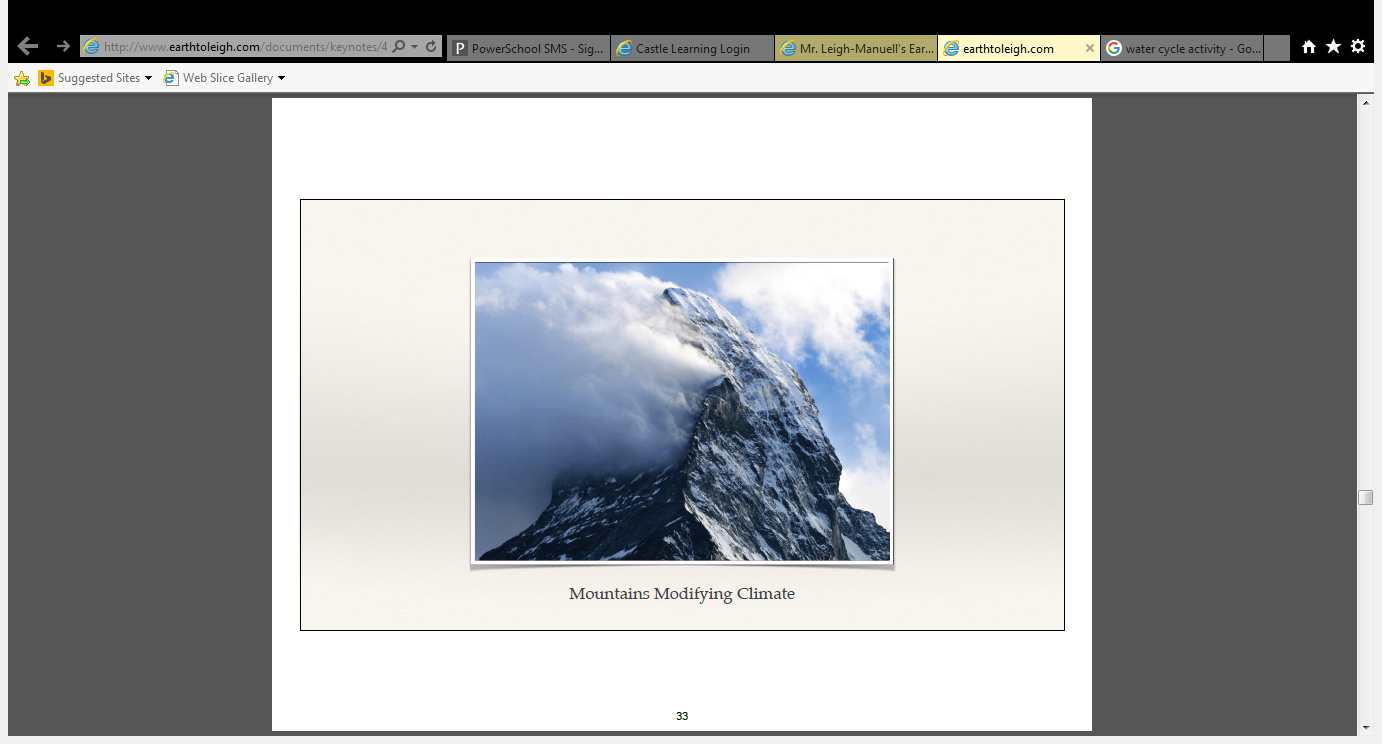 http://www.earthtoleigh.com/documents/keynotes/4
PowerSchool SMS - Sig...
Castle Learning Login
Mr. Leigh-Manuell's Ear...
earthtoleigh.com
water cycle activity - Go...
Suggested Sites
Web Slice Gallery
Mountains Modifying Climate
33